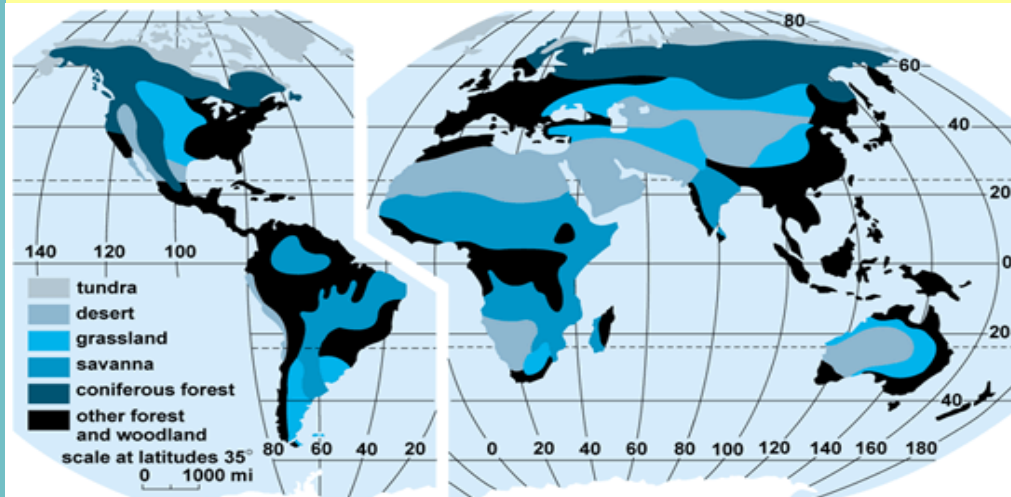 80
60
40
20
0
20
40
140 120 100
tundra
desert
grassland
savanna
coniferous forest
other forest
and woodland
scale at latitudes 35°
0 1000 mi
80 60 40
0 20 40 60 80 100 120 140 160 180